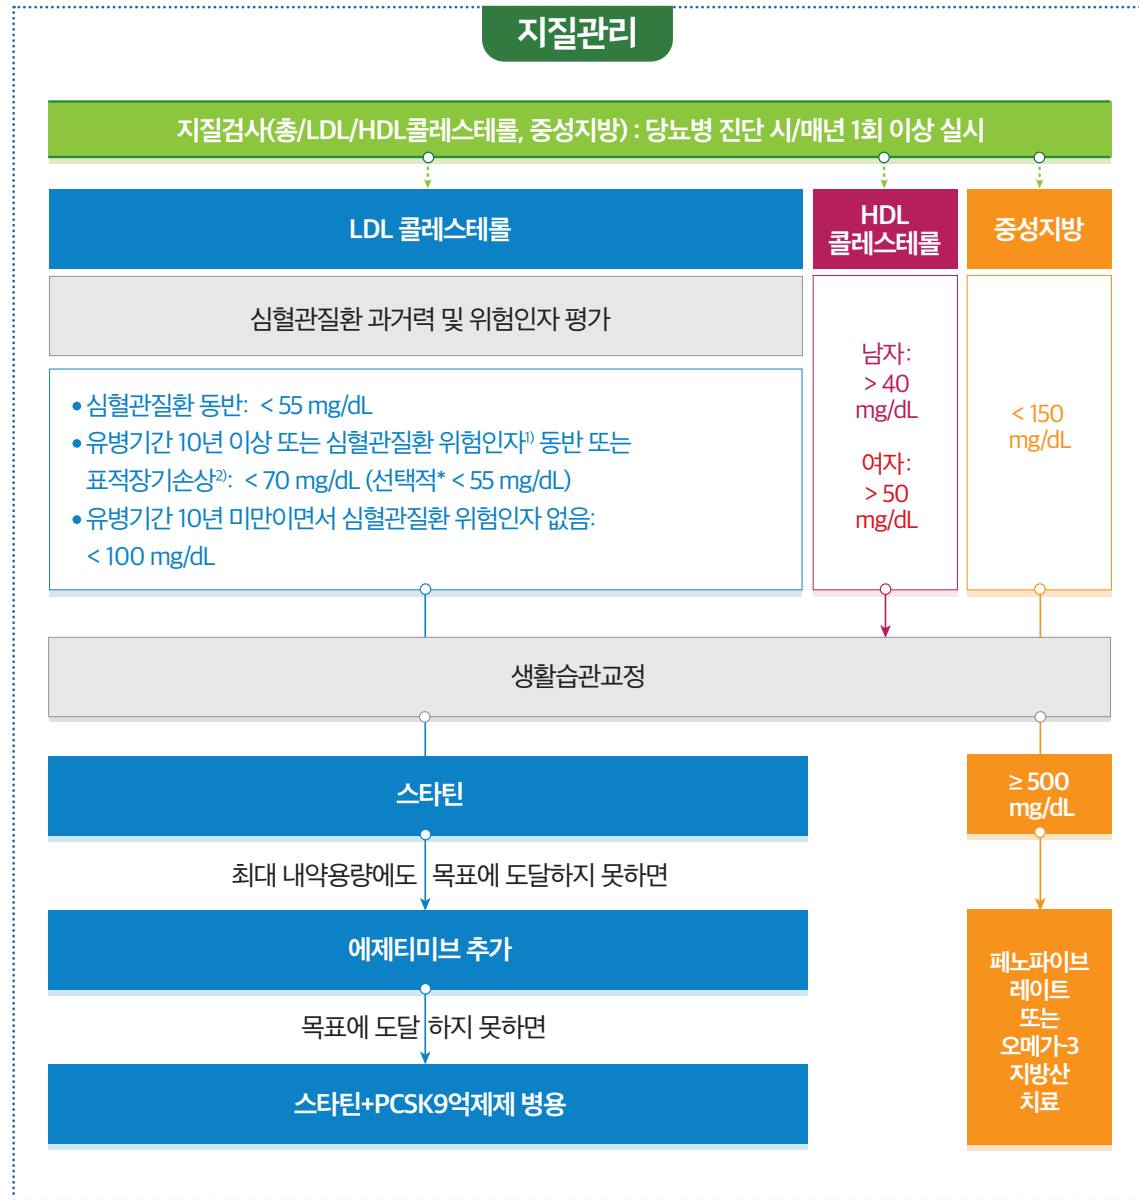 지질관리
지질검사(총/LDL/HDL콜레스테롤, 중성지방) : 당뇨병 진단 시/매년 1회 이상 실시
LDL 콜레스테롤
심혈관질환 과거력 및 위험인자 평가
• 심혈관질환 동반: < 55 mg/dL
• 유병기간 10년 이상 또는 심혈관질환 위험인자1) 동반 또는
표적장기손상2): < 70 mg/dL (선택적* < 55 mg/dL)
• 유병기간 10년 미만이면서 심혈관질환 위험인자 없음:
< 100 mg/dL
HDL
콜레스테롤
남자:
> 40
mg/dL
여자:
> 50
mg/dL
중성지방
< 150
mg/dL
생활습관교정
스타틴
최대 내약용량에도 목표에 도달하지 못하면
에제티미브 추가
목표에 도달 하지 못하면
스타틴+PCSK9억제제 병용
≥ 500
mg/dL
페노파이브
레이트
또는
오메가-3
지방산
치료